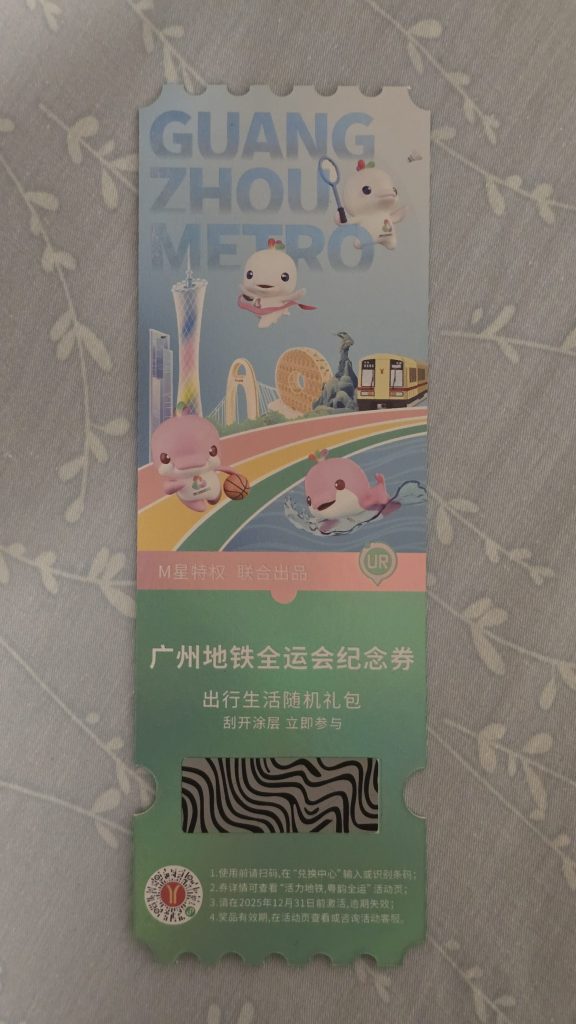 GUANG
ZHOU
METRO
M星特权 联合出品
UR
广州地铁全运会纪念券
出行生活随机礼包
刮开涂层 立即参与
1.使用前请扫码,在“兑换中心”输入或识别条码;
2.券详情可查看“活力地铁,粤韵全运”活动页;
3.请在2025年12月31日前激活,逾期失效;
4.奖品有效期,在活动页查看或咨询活动客服。